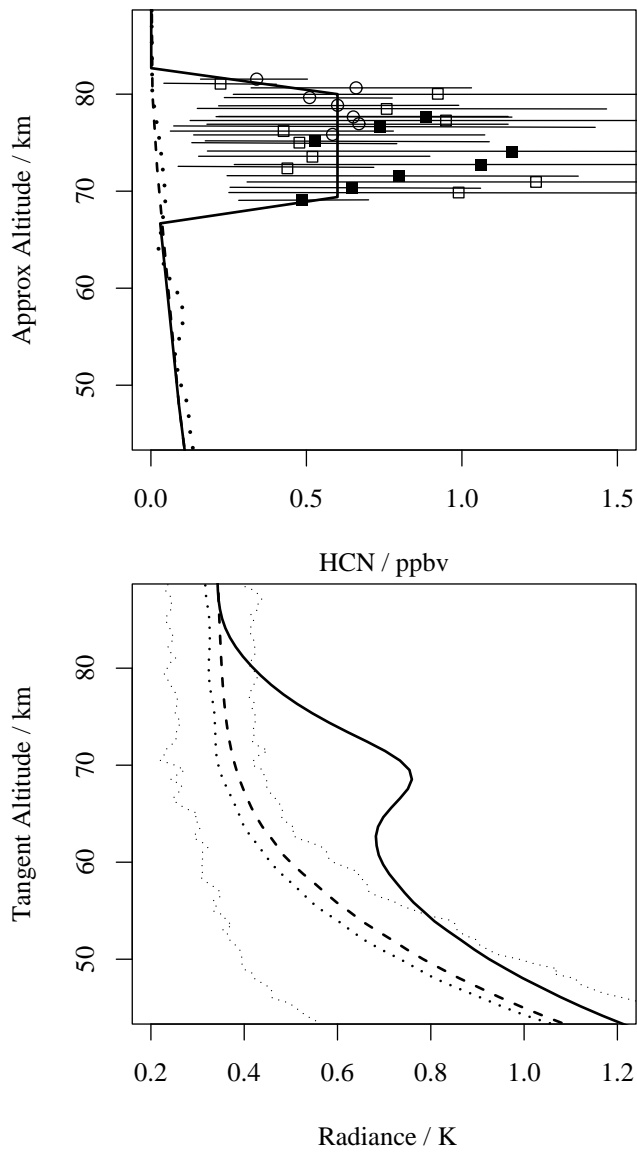 Approx Altitude / km
80
70
60
50
0.0 0.5 1.0 1.5
HCN / ppbv
Tangent Altitude / km
80
70
60
50
0.2 0.4 0.6 0.8 1.0 1.2
Radiance / K